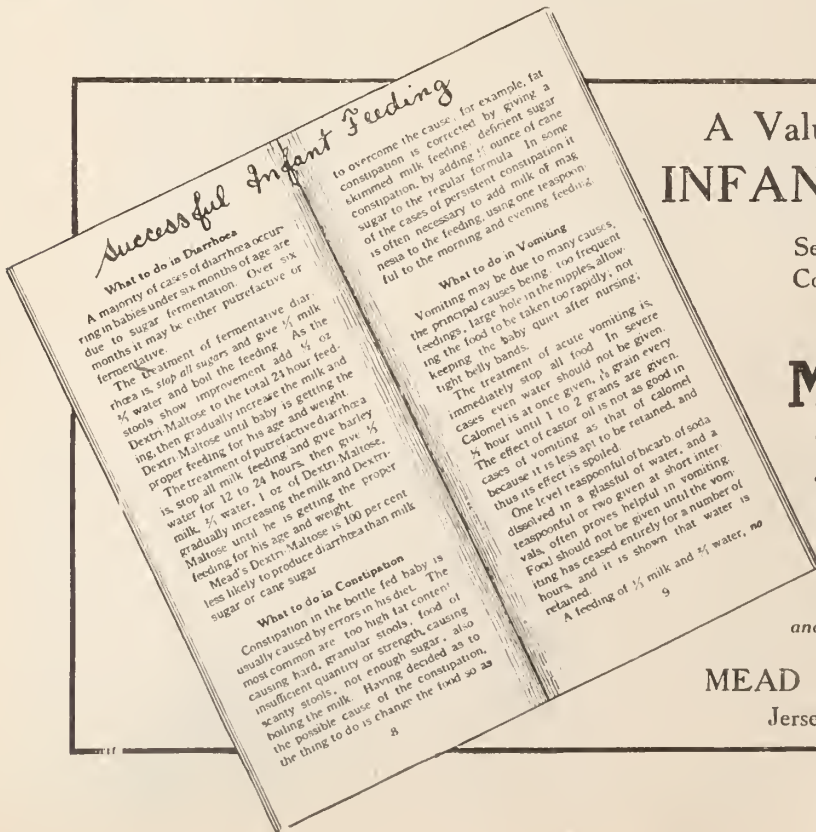 Successful Infant Feeding
What to do in Diarrhoea
A majority of cases of diarrhœa occur-
ring in babies under six months of age are
due to sugar fermentation. Over six
months it may be either putrefactive or
fermentative.
The treatment of fermentative diar-
rhœa is, stop all sugars and give ⅓ milk
⅔ water and boil the feeding. As the
stools show improvement add ½ oz
Dextri-Maltose to the total 24 hour feed-
ing, then gradually increase the milk and
Dextri-Maltose until baby is getting the
proper feeding for his age and weight.
The treatment of putrefactive diarrhœa
is, stop all milk feeding and give barley
water for 12 to 24 hours, then give ⅓
milk, ⅔ water, 1 oz of Dextri-Maltose,
gradually increasing the milk and Dextri-
Maltose until he is getting the proper
feeding for his age and weight.
Mead's Dextri-Maltose is 100 per cent
less likely to produce diarrhœa than milk
sugar or cane sugar
What to do in Constipation
Constipation in the bottle fed baby is
usually caused by errors in his diet. The
most common are too high fat content
causing hard, granular stools, food of
insufficient quantity or strength, causing
scanty stools, not enough sugar, also
boiling the milk. Having decided as to
the possible cause of the constipation,
the thing to do is change the food so as
8
to overcome the cause, for example, fat
constipation is corrected by giving a
skimmed milk feeding, deficient sugar
constipation, by adding ounce of cane
sugar to the regular formula In some
of the cases of persistent constipation it
is often necessary to add milk of mag
nesia to the feeding, using one teaspoon-
ful to the morning and evening feeding.
What to do in Vomiting
Vomiting may be due to many causes,
the principal causes being: too frequent
feedings, large hole in the nipples, allow-
ing the food to be taken too rapidly; not
keeping the baby quiet after nursing;
tight belly bands.
The treatment of acute vomiting is,
immediately stop all food. In severe
cases even water should not be given.
Calomel is at once given, grain every
½ hour until 1 to 2 grains are given.
The effect of castor oil is not as good in
cases of vomiting as that of calomel
because it is less apt to be retained, and
thus its effect is spoiled.
One level teaspoonful of bicarb. of soda
dissolved in a glassful of water, and a
teaspoonful or two given at short inter-
vals, often proves helpful in vomiting.
Food should not be given until the vom-
iting has ceased entirely for a number of
hours, and it is shown that water is
retained.
A feeding of ⅓ milk and ⅔ water, no
9
A Valu
INFAN
Se
Co
M
and
MEAD
Jerse